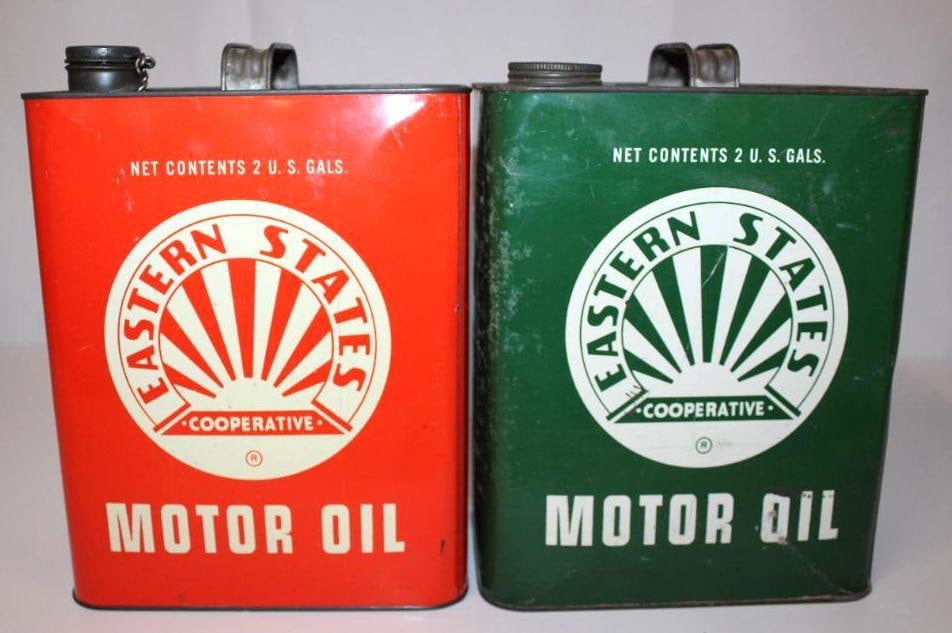 NET CONTENTS 2 U. S. GALS.
EASTERN STATES
·COOPERATIVE·
®
MOTOR OIL
NET CONTENTS 2 U. S. GALS.
EASTERN STATES
·COOPERATIVE·
®
MOTOR OIL